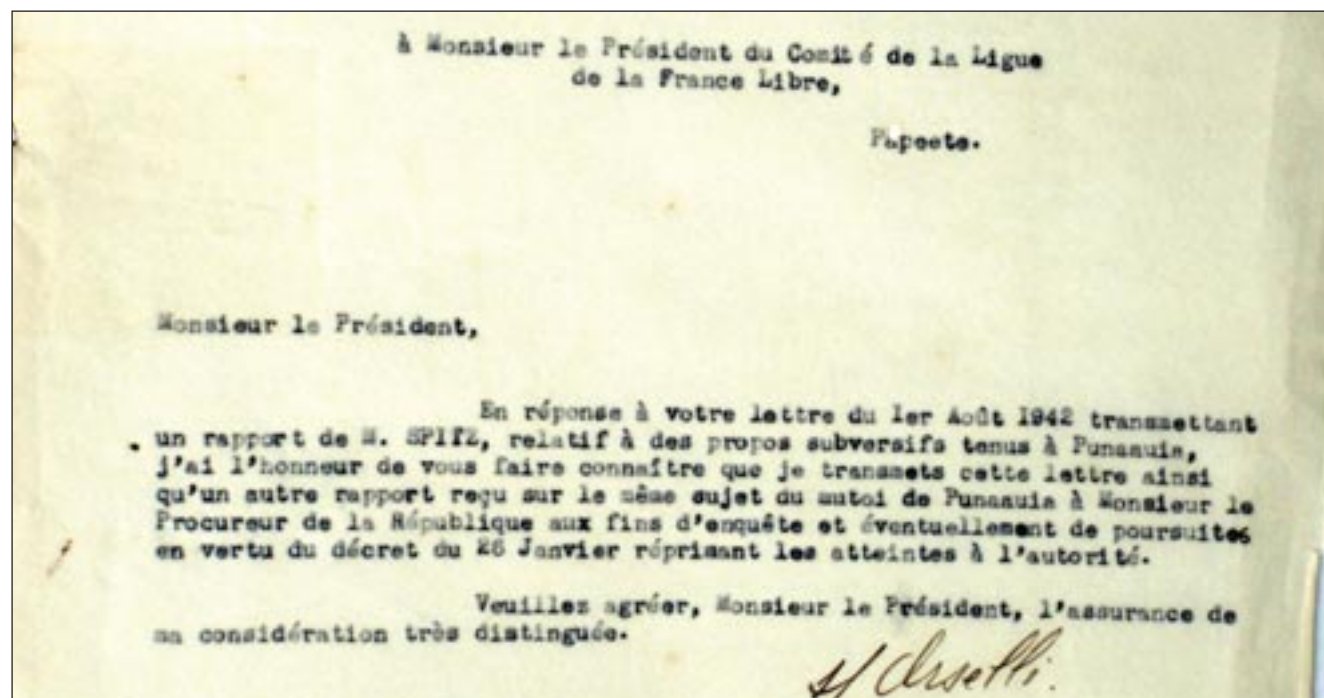 à Monsieur le Président du Comité de la Ligue
de la France Libre,
Papeete.
Monsieur le Président,
En réponse à votre lettre du 1er Août 1942 transmettant
un rapport de M. SPITZ, relatif à des propos subversifs tenus à Punaauia,
j'ai l'honneur de vous faire connaître que je transmets cette lettre ainsi
qu'un autre rapport reçu sur le même sujet du mutoi de Punaauia à Monsieur le
Procureur de la République aux fins d'enquête et éventuellement de poursuites
en vertu du décret du 26 Janvier réprimant les atteintes à l'autorité.
Veuillez agréer, Monsieur le Président, l'assurance de
ma considération très distinguée.
Orselli.